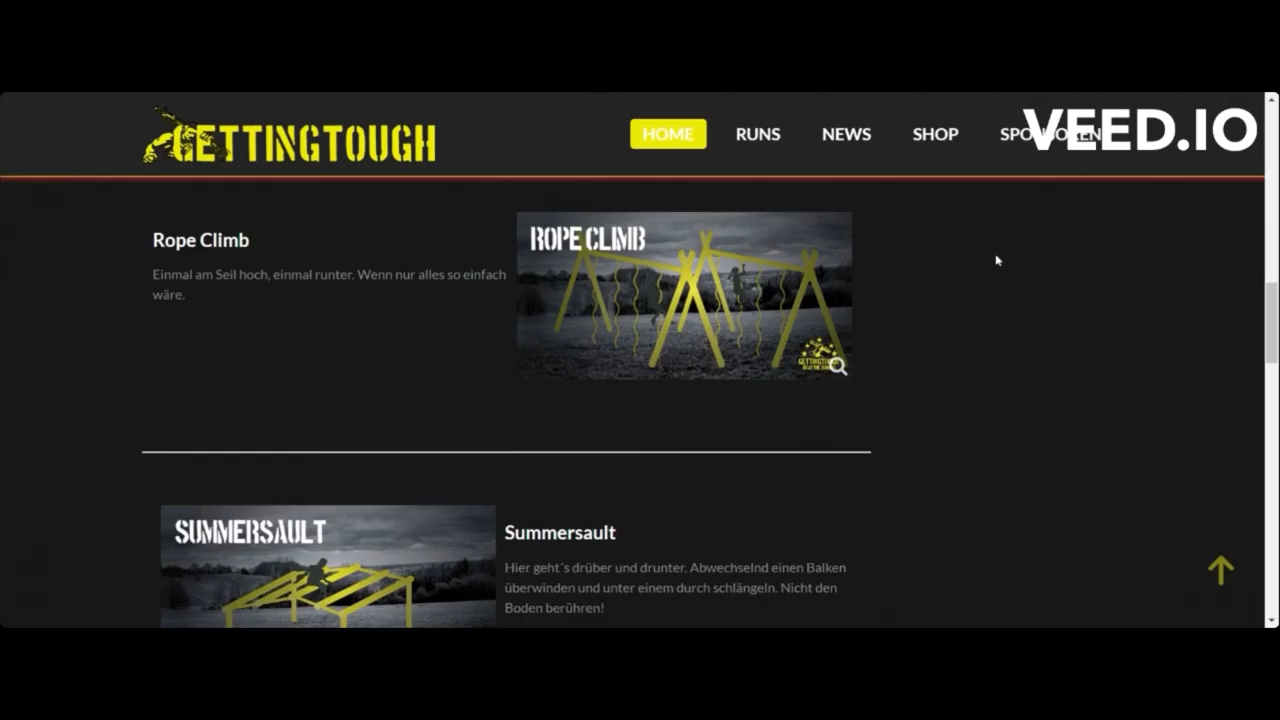 GETTINGTOUGH
HOME RUNS NEWS SHOP
VEED.IO
Rope Climb
Einmal am Seil hoch, einmal runter. Wenn nur alles so einfach
wäre.
ROPE CLIMB
GETTINGTOUGH
SUMMERSAULT
Summersault
Hier geht´s drüber und drunter. Abwechselnd einen Balken
überwinden und unter einem durch schlängeln. Nicht den
Boden berühren!